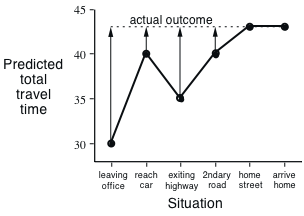 45
actual outcome
40
Predicted
total
travel
time
35
30
leaving
office
reach
car
exiting
highway
2ndary
road
home
street
arrive
home
Situation